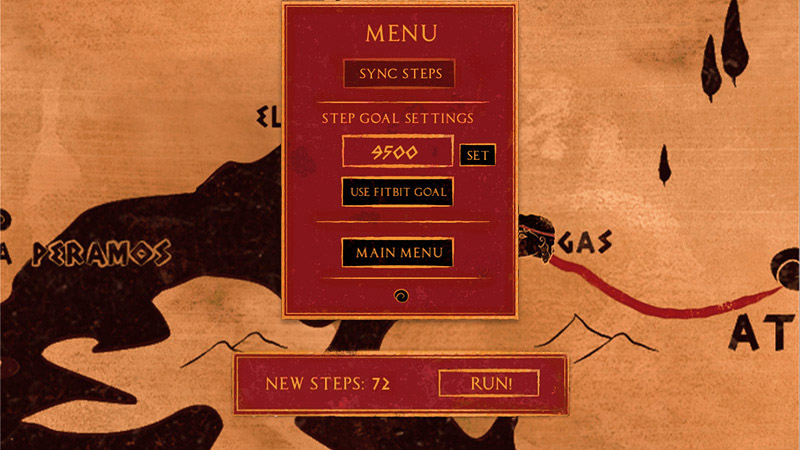 MENU
SYNC STEPS
STEP GOAL SETTINGS
9500
SET
USE FITBIT GOAL
MAIN MENU
EL
A PERAMOS
GAS
AT
NEW STEPS: 72
RUN!